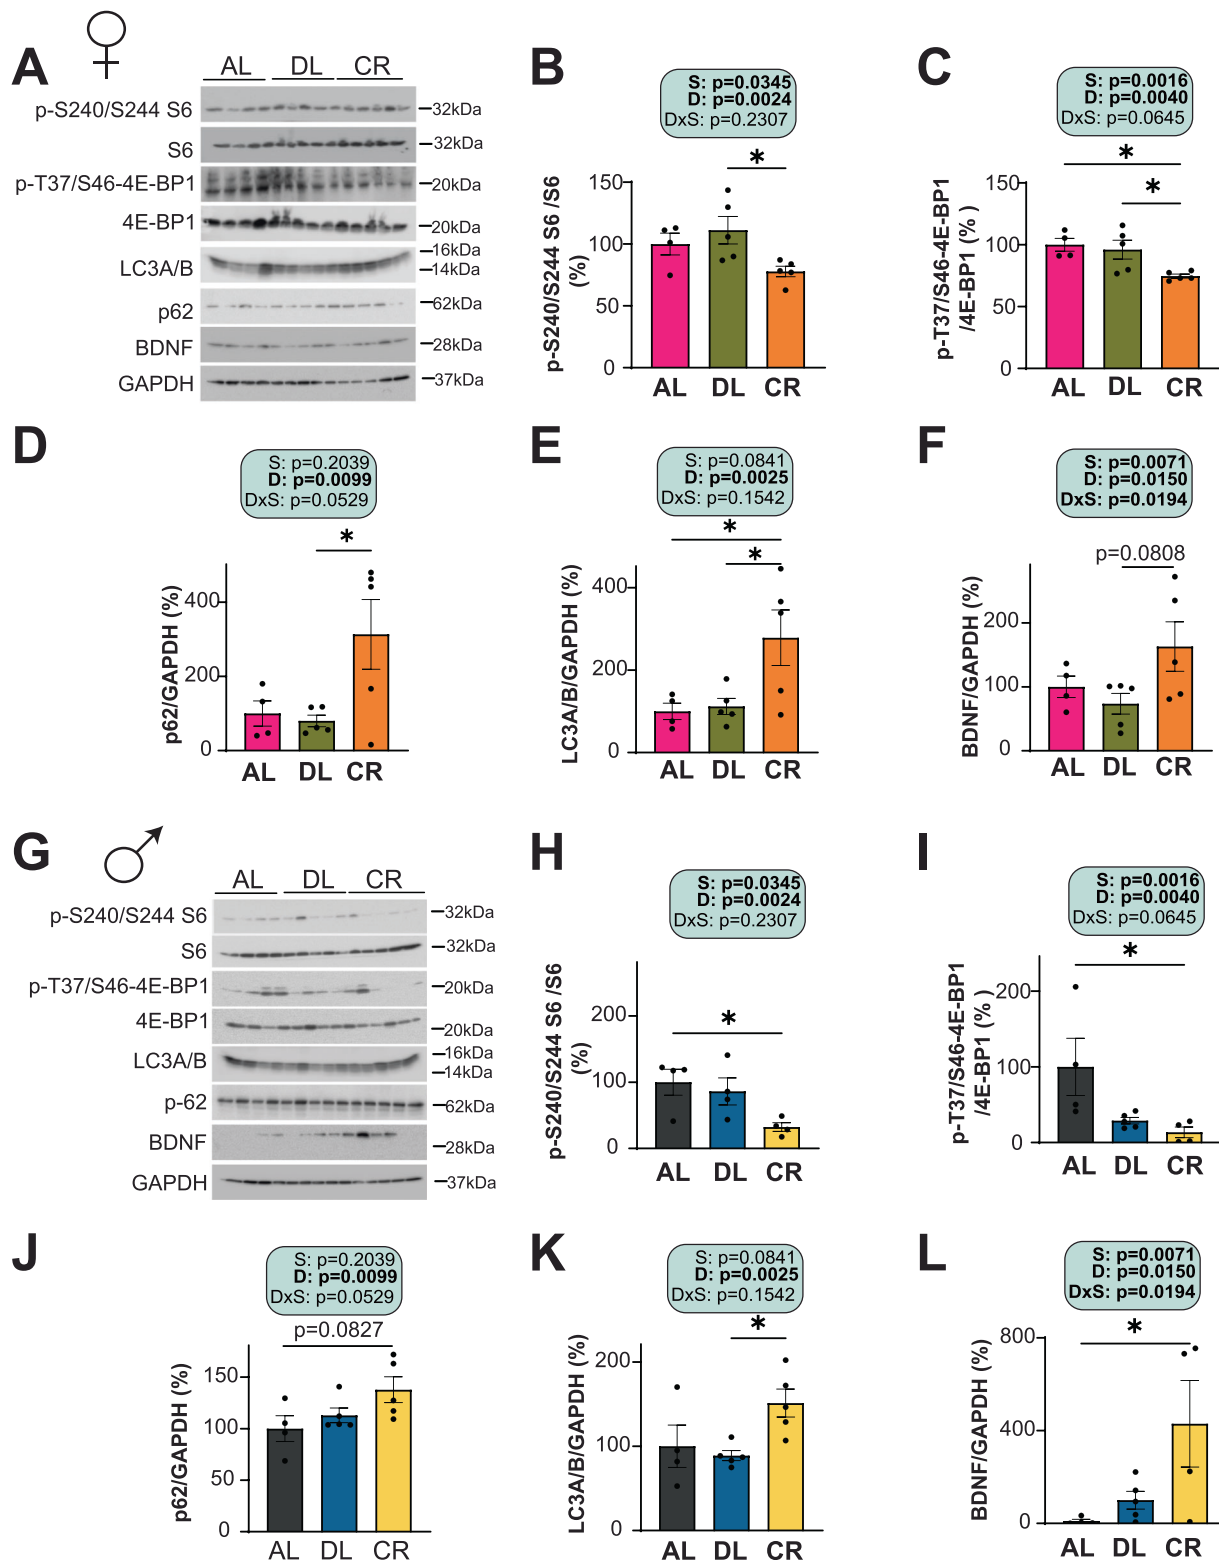 A
AL DL CR
p-S240/S244 S6
32kDa
S6
32kDa
p-T37/S46-4E-BP1
20kDa
4E-BP1
20kDa
16kDa
LC3A/B
14kDa
p62
62kDa
BDNF
28kDa
GAPDH
37kDa
B
S: p=0.0345
D: p=0.0024
DxS: p=0.2307
*
p-S240/S244 S6 /S6
(%)
150
100
50
0
AL DL CR
C
S: p=0.0016
D: p=0.0040
DxS: p=0.0645
*
*
p-T37/S46-4E-BP1
/4E-BP1 (%)
150
100
50
0
AL DL CR
D
S: p=0.2039
D: p=0.0099
DxS: p=0.0529
*
p62/GAPDH (%)
400
200
0
AL DL CR
E
S: p=0.0841
D: p=0.0025
DxS: p=0.1542
*
*
LC3A/B/GAPDH (%)
400
200
0
AL DL CR
F
S: p=0.0071
D: p=0.0150
DxS: p=0.0194
p=0.0808
BDNF/GAPDH (%)
200
100
0
AL DL CR
G
AL DL CR
p-S240/S244 S6
32kDa
S6
32kDa
p-T37/S46-4E-BP1
20kDa
4E-BP1
20kDa
LC3A/B
16kDa
14kDa
p-62
62kDa
BDNF
28kDa
GAPDH
37kDa
H
S: p=0.0345
D: p=0.0024
DxS: p=0.2307
*
p-S240/S244 S6 /S6
(%)
200
100
0
AL DL CR
I
S: p=0.0016
D: p=0.0040
DxS: p=0.0645
*
p-T37/S46-4E-BP1
/4E-BP1 (%)
200
100
0
AL DL CR
J
S: p=0.2039
D: p=0.0099
DxS: p=0.0529
p=0.0827
p62/GAPDH (%)
150
100
50
0
AL DL CR
K
S: p=0.0841
D: p=0.0025
DxS: p=0.1542
*
LC3A/B/GAPDH (%)
200
100
0
AL DL CR
L
S: p=0.0071
D: p=0.0150
DxS: p=0.0194
*
BDNF/GAPDH (%)
800
400
0
AL DL CR